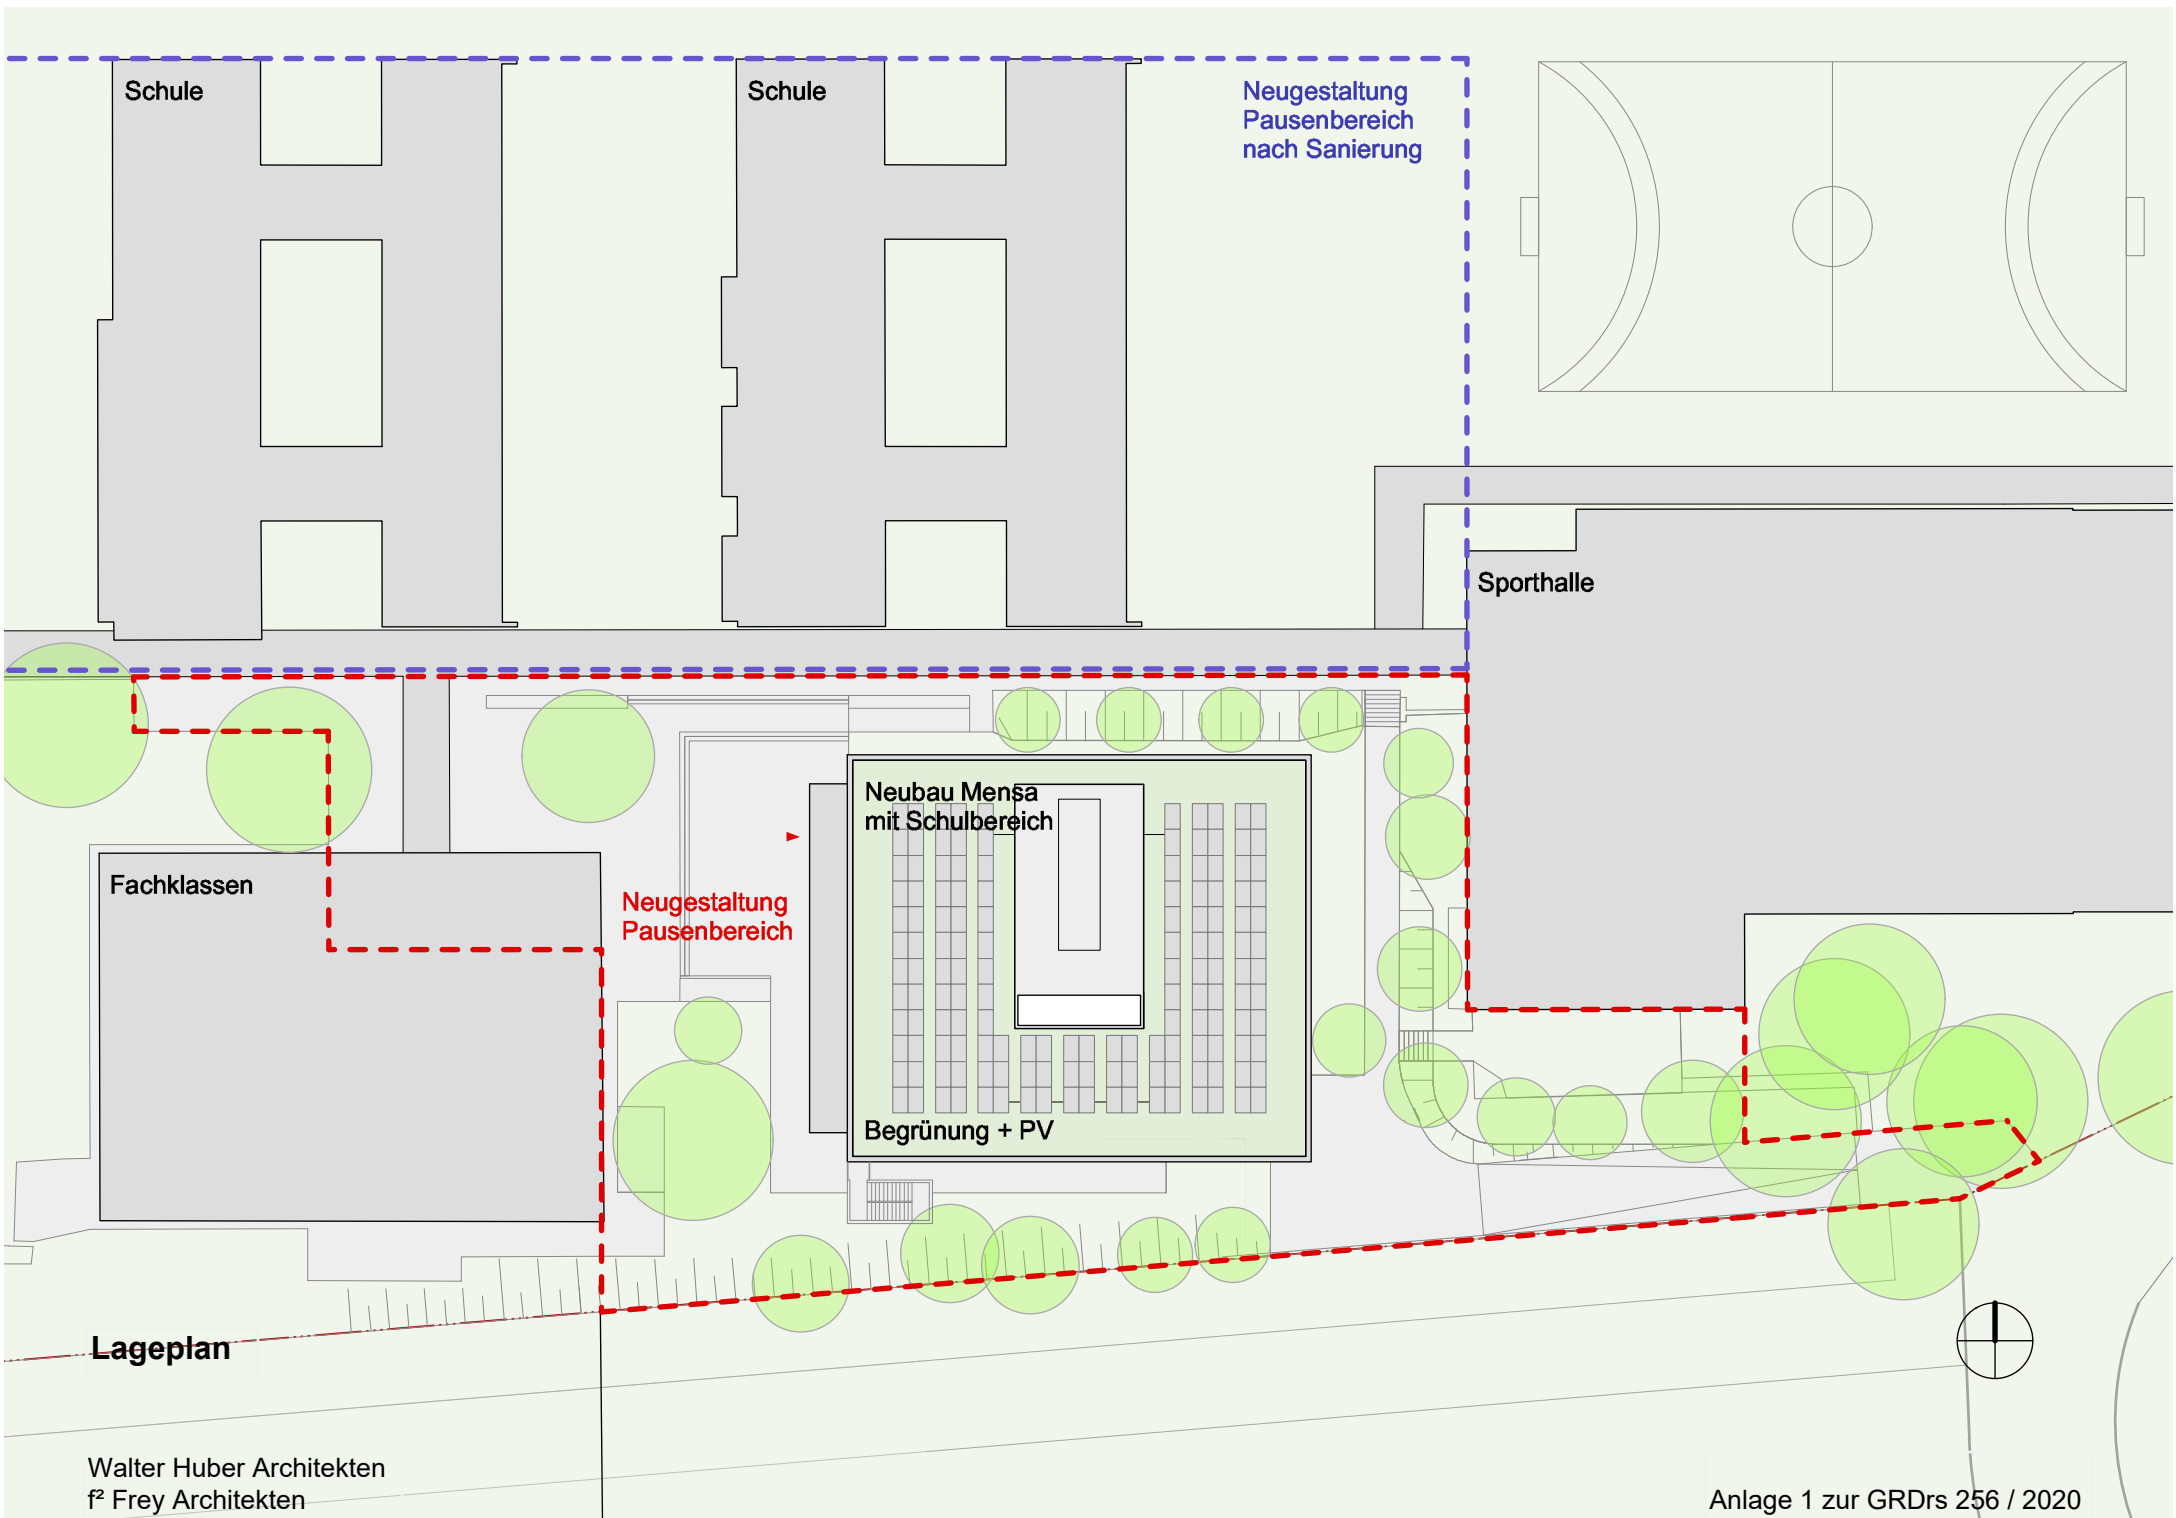 Schule
Schule
Neugestaltung
Pausenbereich
nach Sanierung
Sporthalle
Neubau Mensa
mit Schulbereich
Fachklassen
Neugestaltung
Pausenbereich
Begrünung + PV
Lageplan
Walter Huber Architekten
f² Frey Architekten
Anlage 1 zur GRDrs 256 / 2020